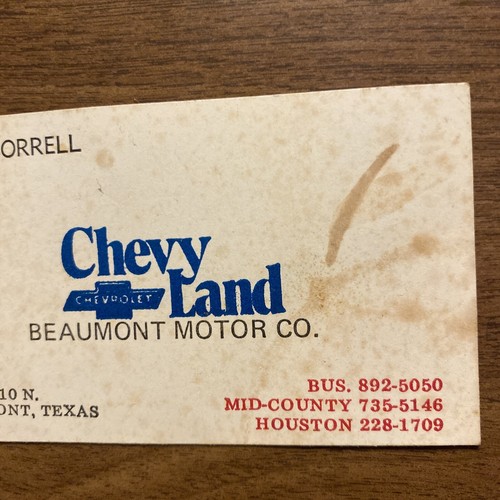 ORRELL
Chevy
CHEVROLET Land
BEAUMONT MOTOR CO.
10 N.
ONT, TEXAS
BUS. 892-5050
MID-COUNTY 735-5146
HOUSTON 228-1709